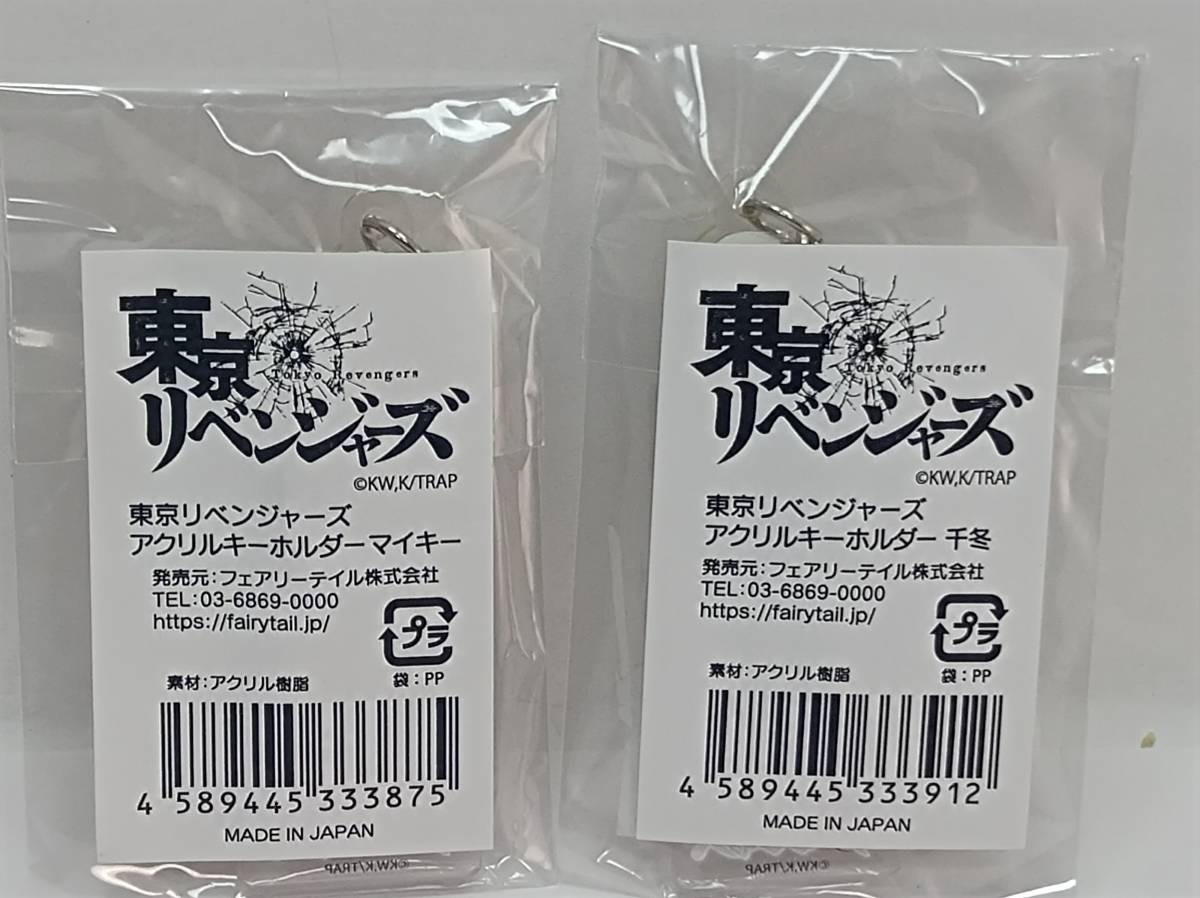 東京
Tokyo Revengers
リベンジャーズ
©KW,K/TRAP
東京リベンジャーズ
アクリルキーホルダーマイキー
発売元：フェアリーテイル株式会社
TEL：03-6869-0000
https://fairytail.jp/
プラ
素材：アクリル樹脂
袋：PP
4 589445 333875
MADE IN JAPAN
©KW,K/TRAP
東京
Tokyo Revengers
リベンジャーズ
©KW,K/TRAP
東京リベンジャーズ
アクリルキーホルダー 千冬
発売元：フェアリーテイル株式会社
TEL：03-6869-0000
https://fairytail.jp/
プラ
素材：アクリル樹脂
袋：PP
4 589445 333912
MADE IN JAPAN
©KW,K/TRAP